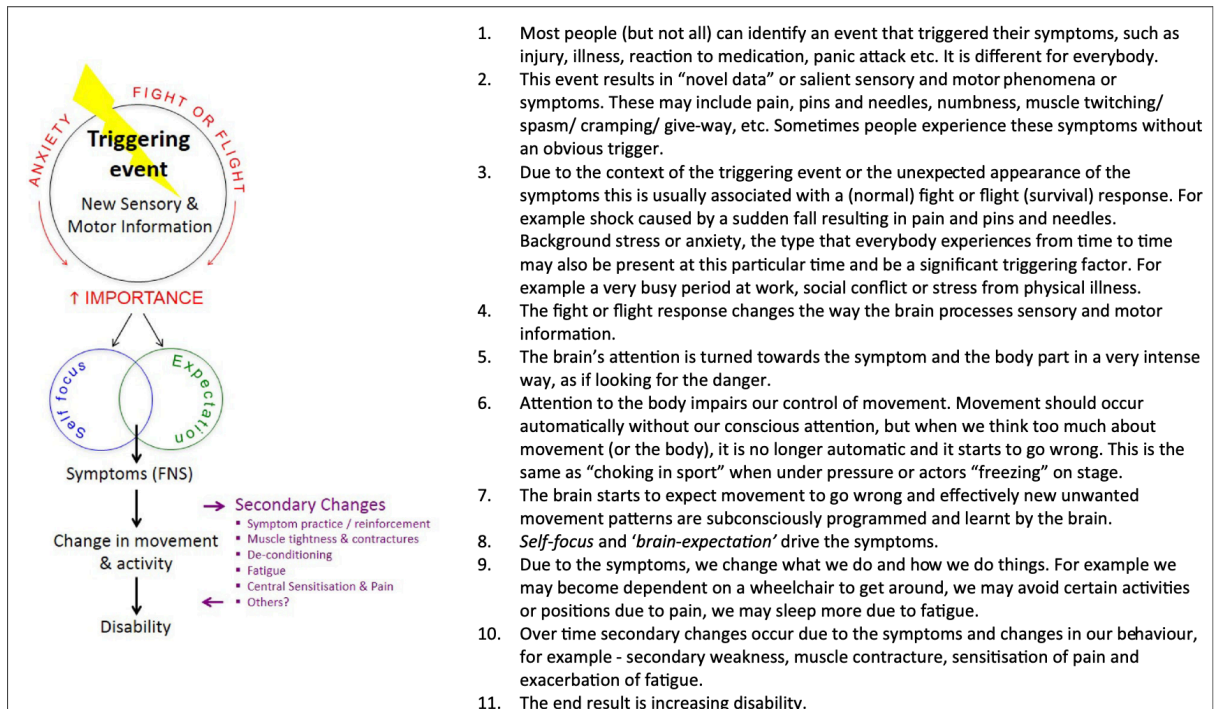 FIGHT OR FLIGHT
ANXIETY
Triggering
event
New Sensory &
Motor Information
↑ IMPORTANCE
Self focus
Expectation
Symptoms (FNS)
Change in movement
& activity
Disability
Secondary Changes
▪ Symptom practice / reinforcement
▪ Muscle tightness & contractures
▪ De-conditioning
▪ Fatigue
▪ Central Sensitisation & Pain
▪ Others?
1. Most people (but not all) can identify an event that triggered their symptoms, such as
injury, illness, reaction to medication, panic attack etc. It is different for everybody.
2. This event results in “novel data” or salient sensory and motor phenomena or
symptoms. These may include pain, pins and needles, numbness, muscle twitching/
spasm/ cramping/ give-way, etc. Sometimes people experience these symptoms without
an obvious trigger.
3. Due to the context of the triggering event or the unexpected appearance of the
symptoms this is usually associated with a (normal) fight or flight (survival) response. For
example shock caused by a sudden fall resulting in pain and pins and needles.
Background stress or anxiety, the type that everybody experiences from time to time
may also be present at this particular time and be a significant triggering factor. For
example a very busy period at work, social conflict or stress from physical illness.
4. The fight or flight response changes the way the brain processes sensory and motor
information.
5. The brain’s attention is turned towards the symptom and the body part in a very intense
way, as if looking for the danger.
6. Attention to the body impairs our control of movement. Movement should occur
automatically without our conscious attention, but when we think too much about
movement (or the body), it is no longer automatic and it starts to go wrong. This is the
same as “choking in sport” when under pressure or actors “freezing” on stage.
7. The brain starts to expect movement to go wrong and effectively new unwanted
movement patterns are subconsciously programmed and learnt by the brain.
8. Self-focus and ‘brain-expectation’ drive the symptoms.
9. Due to the symptoms, we change what we do and how we do things. For example we
may become dependent on a wheelchair to get around, we may avoid certain activities
or positions due to pain, we may sleep more due to fatigue.
10. Over time secondary changes occur due to the symptoms and changes in our behaviour,
for example - secondary weakness, muscle contracture, sensitisation of pain and
exacerbation of fatigue.
11. The end result is increasing disability.